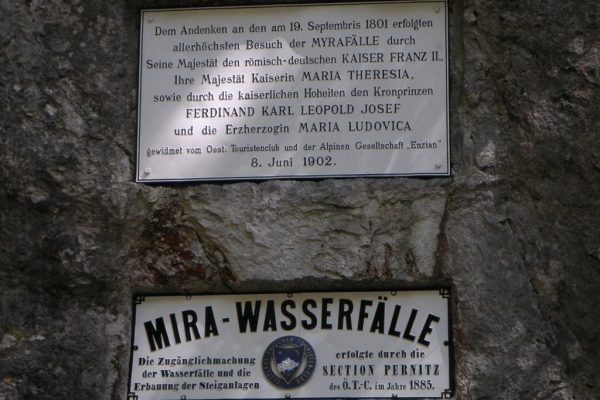 Dem Andenken an den am 19. Septembris 1801 erfolgten
allerhöchsten Besuch der MYRAFÄLLE durch
Seine Majestät den römisch-deutschen KAISER FRANZ II.,
Ihre Majestät Kaiserin MARIA THERESIA,
sowie durch die kaiserlichen Hoheiten den Kronprinzen
FERDINAND KARL LEOPOLD JOSEF
und die Erzherzogin MARIA LUDOVICA
gewidmet vom Oest. Touristenclub und der Alpinen Gesellschaft „Enzian"
8. Juni 1902.
MIRA-WASSERFÄLLE
Die Zugänglichmachung
der Wasserfälle und die
Erbauung der Steiganlagen
erfolgte durch die
SECTION PERNITZ
des Ö.T.-C. im Jahre 1885.